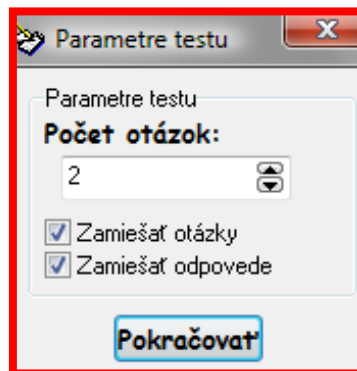 Parametre testu
Parametre testu
Počet otázok:
2
Zamiešať otázky
Zamiešať odpovede
Pokračovať